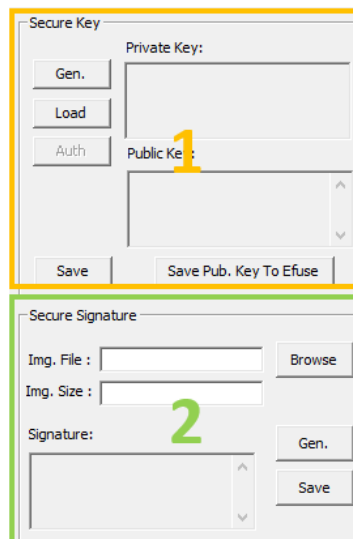 Secure Key
Private Key:
Gen.
Load
Auth
1
Public Key:
Save Save Pub. Key To Efuse
Secure Signature
Img. File : Browse
Img. Size :
2
Signature:
Gen.
Save